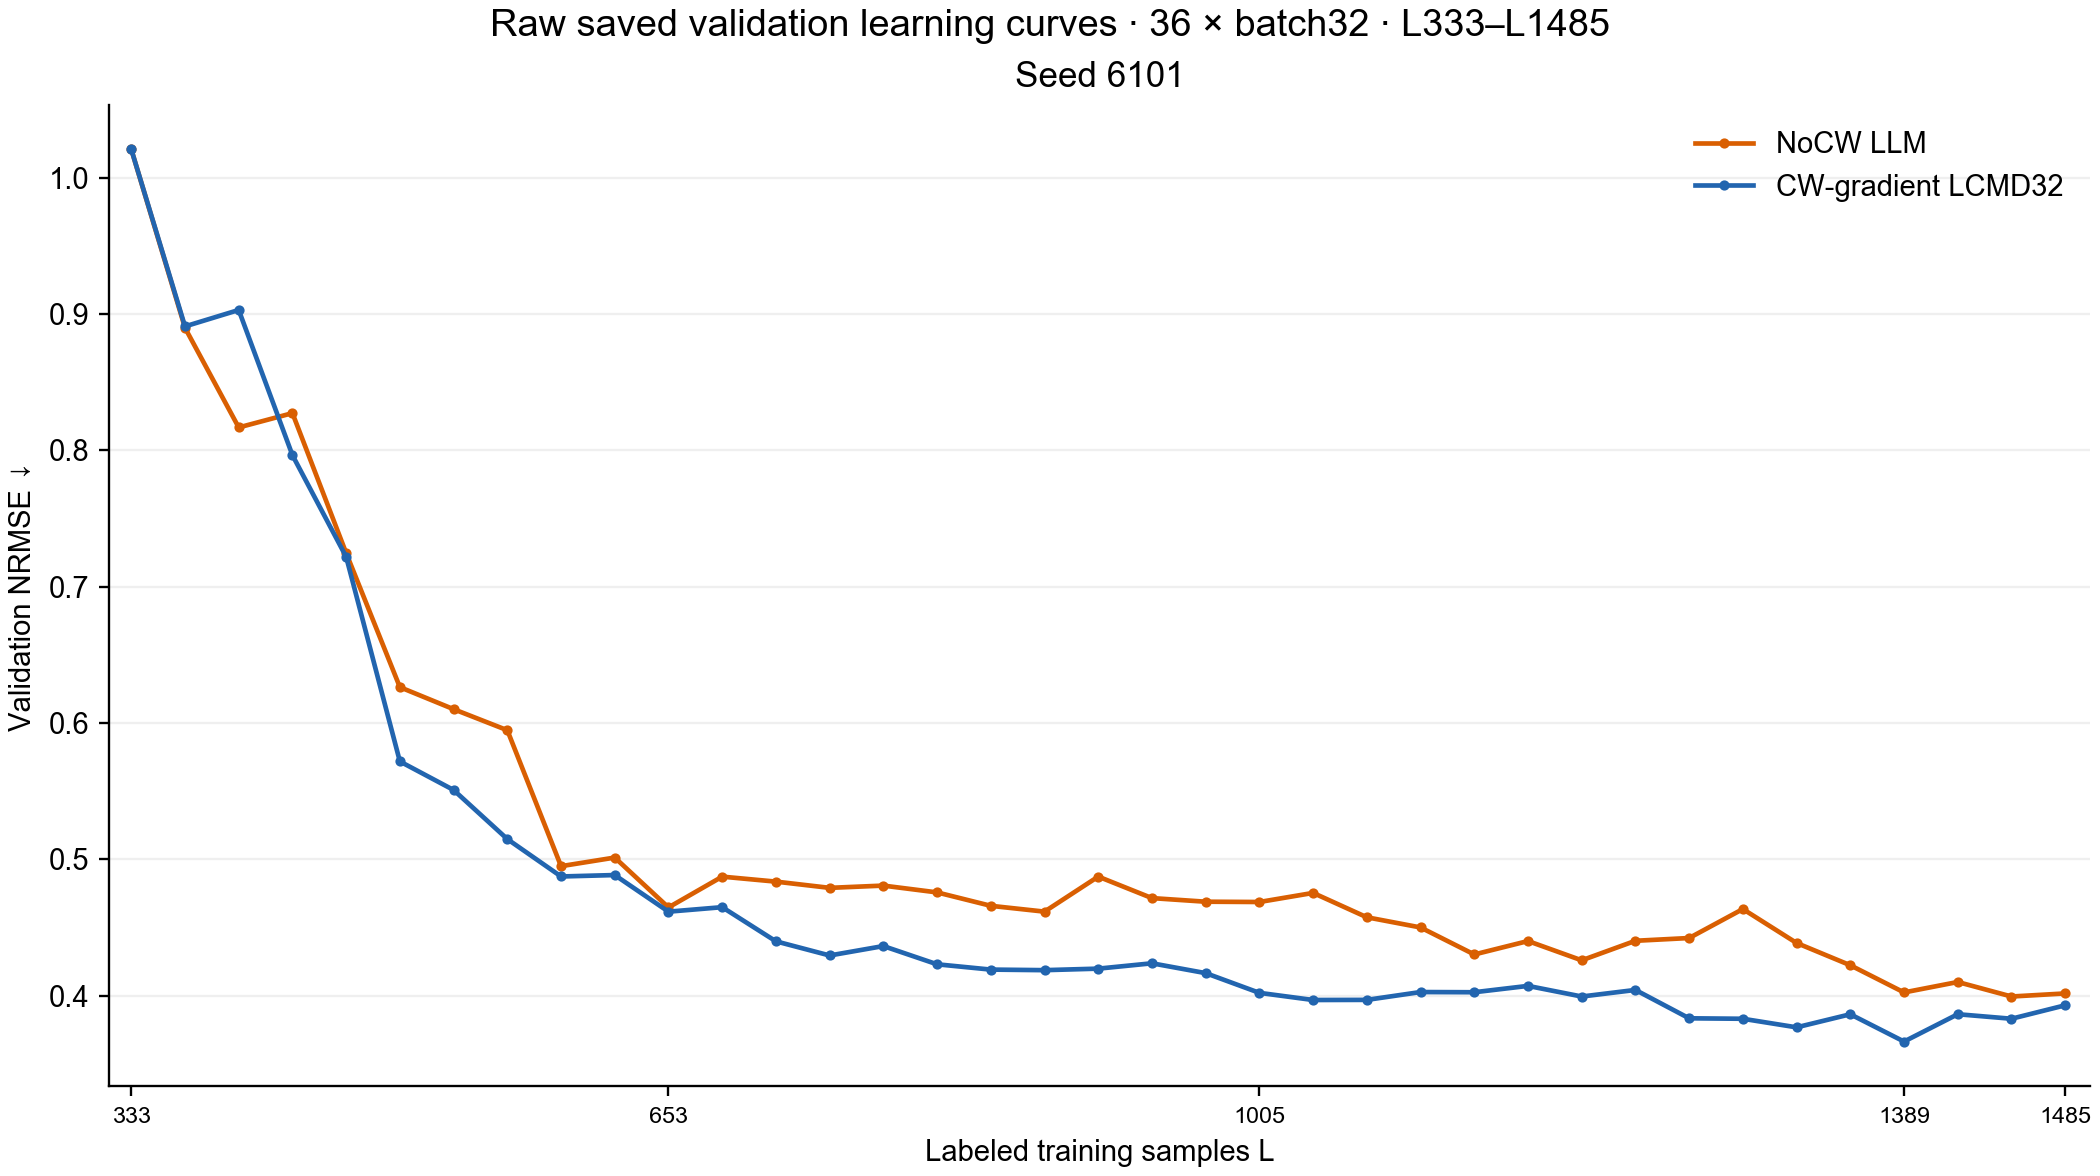 Raw saved validation learning curves · 36 × batch32 · L333–L1485
Seed 6101
NoCW LLM
CW-gradient LCMD32
Validation NRMSE ↓
1.0
0.9
0.8
0.7
0.6
0.5
0.4
333
653
1005
1389
1485
Labeled training samples L